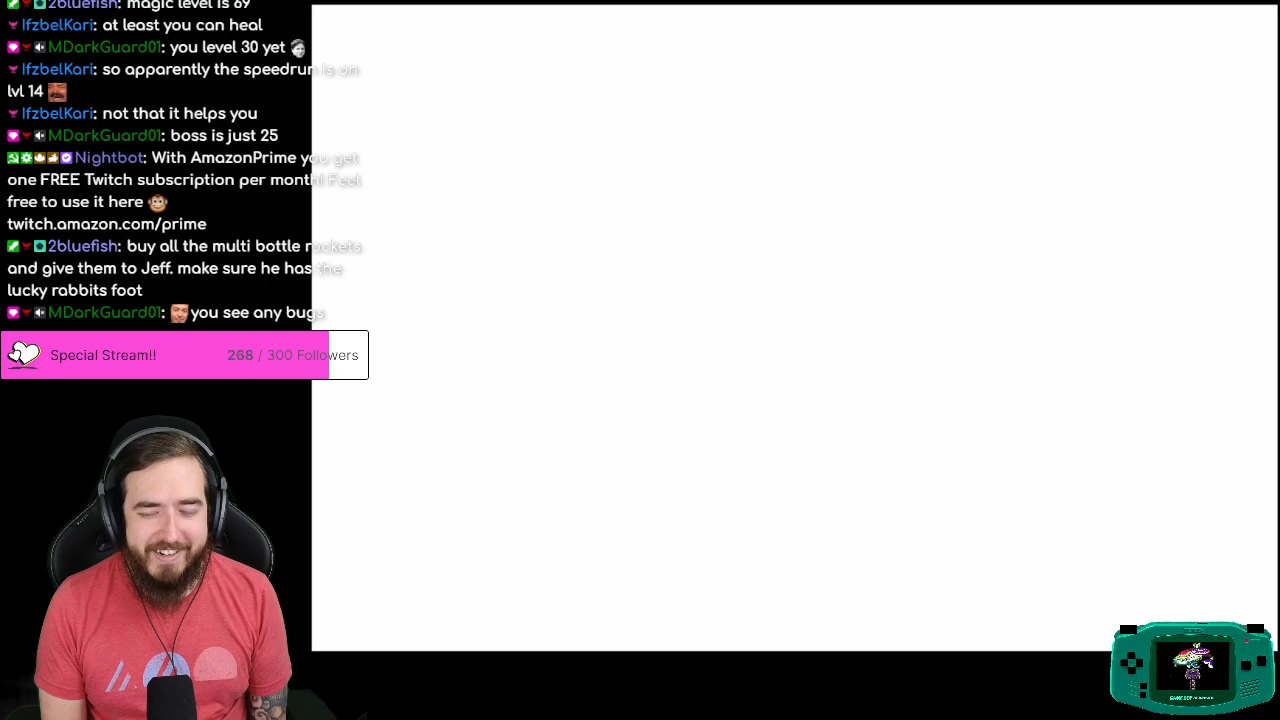 2bluefish: magic level is 69
IfzbelKari: at least you can heal
MDarkGuard01: you level 30 yet
IfzbelKari: so apparently the speedrun is on
lvl 14
IfzbelKari: not that it helps you
MDarkGuard01: boss is just 25
Nightbot: With AmazonPrime you get
one FREE Twitch subscription per month! Feel
free to use it here
twitch.amazon.com/prime
2bluefish: buy all the multi bottle rockets
and give them to Jeff. make sure he has the
lucky rabbits foot
MDarkGuard01: you see any bugs
Special Stream!! 268 / 300 Followers